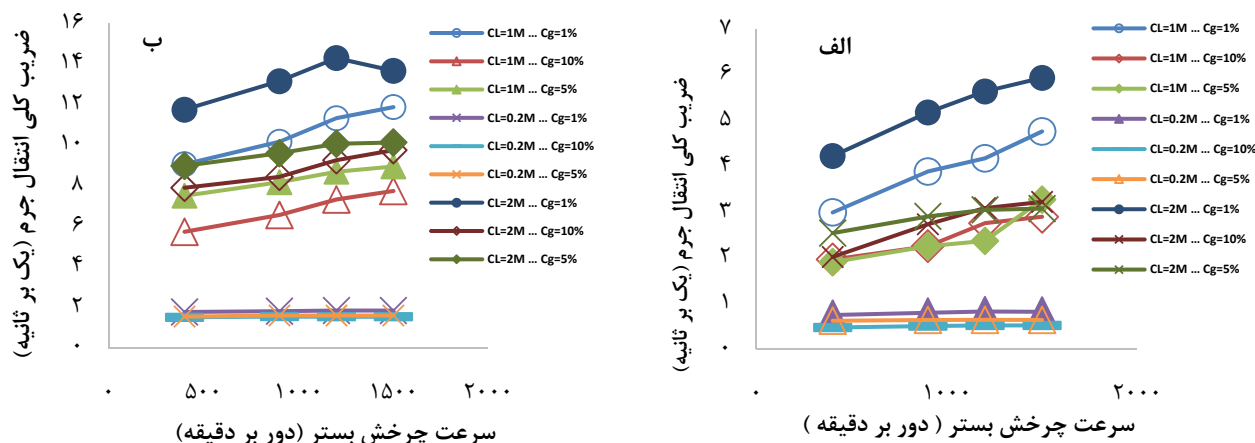 الف
ضریب کلی انتقال جرم (یک بر ثانیه)
۷
۶
۵
۴
۳
۲
۱
۰
۰ ۱۰۰۰ ۲۰۰۰
سرعت چرخش بستر ( دور بر دقیقه )
CL=1M ... Cg=1%
CL=1M ... Cg=10%
CL=1M ... Cg=5%
CL=0.2M ... Cg=1%
CL=0.2M ... Cg=10%
CL=0.2M ... Cg=5%
CL=2M ... Cg=1%
CL=2M ... Cg=10%
CL=2M ... Cg=5%
ب
ضریب کلی انتقال جرم (یک بر ثانیه)
۱۶
۱۴
۱۲
۱۰
۸
۶
۴
۲
۰
۰ ۵۰۰ ۱۰۰۰ ۱۵۰۰ ۲۰۰۰
سرعت چرخش بستر (دور بر دقیقه)
CL=1M ... Cg=1%
CL=1M ... Cg=10%
CL=1M ... Cg=5%
CL=0.2M ... Cg=1%
CL=0.2M ... Cg=10%
CL=0.2M ... Cg=5%
CL=2M ... Cg=1%
CL=2M ... Cg=10%
CL=2M ... Cg=5%